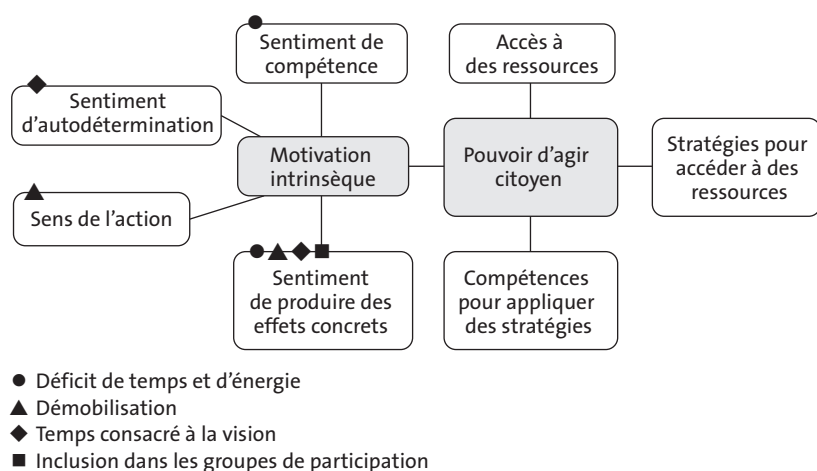 Sentiment de
compétence
Accès à
des ressources
Sentiment
d'autodétermination
Motivation
intrinsèque
Pouvoir d'agir
citoyen
Stratégies pour
accéder à des
ressources
Sens de l'action
Sentiment
de produire des
effets concrets
Compétences
pour appliquer
des stratégies
Déficit de temps et d'énergie
Démobilisation
Temps consacré à la vision
Inclusion dans les groupes de participation